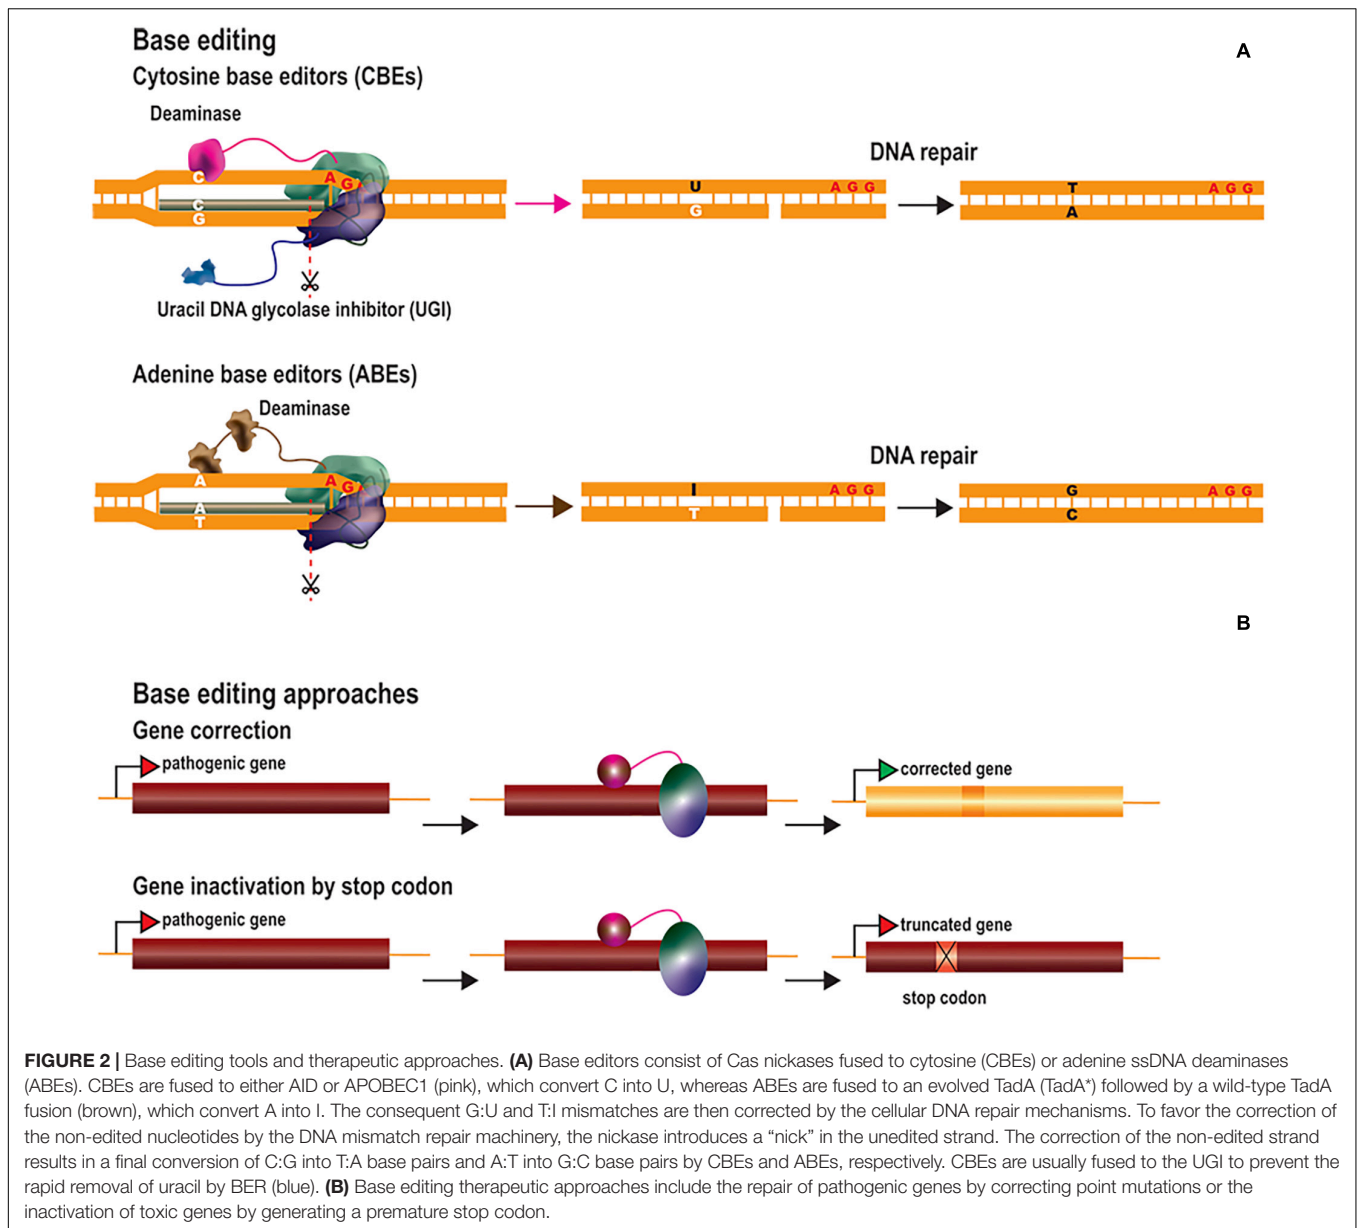 Base editing
A
Cytosine base editors (CBEs)
Deaminase
DNA repair
C
A
G
C
G
U
A G G
G
T
A G G
A
Uracil DNA glycolase inhibitor (UGI)
Adenine base editors (ABEs)
Deaminase
DNA repair
A
A
G
A
T
I
A G G
T
G
A G G
C
B
Base editing approaches
Gene correction
pathogenic gene
corrected gene
Gene inactivation by stop codon
pathogenic gene
truncated gene
stop codon
FIGURE 2 | Base editing tools and therapeutic approaches. (A) Base editors consist of Cas nickases fused to cytosine (CBEs) or adenine ssDNA deaminases
(ABEs). CBEs are fused to either AID or APOBEC1 (pink), which convert C into U, whereas ABEs are fused to an evolved TadA (TadA*) followed by a wild-type TadA
fusion (brown), which convert A into I. The consequent G:U and T:I mismatches are then corrected by the cellular DNA repair mechanisms. To favor the correction of
the non-edited nucleotides by the DNA mismatch repair machinery, the nickase introduces a “nick” in the unedited strand. The correction of the non-edited strand
results in a final conversion of C:G into T:A base pairs and A:T into G:C base pairs by CBEs and ABEs, respectively. CBEs are usually fused to the UGI to prevent the
rapid removal of uracil by BER (blue). (B) Base editing therapeutic approaches include the repair of pathogenic genes by correcting point mutations or the
inactivation of toxic genes by generating a premature stop codon.